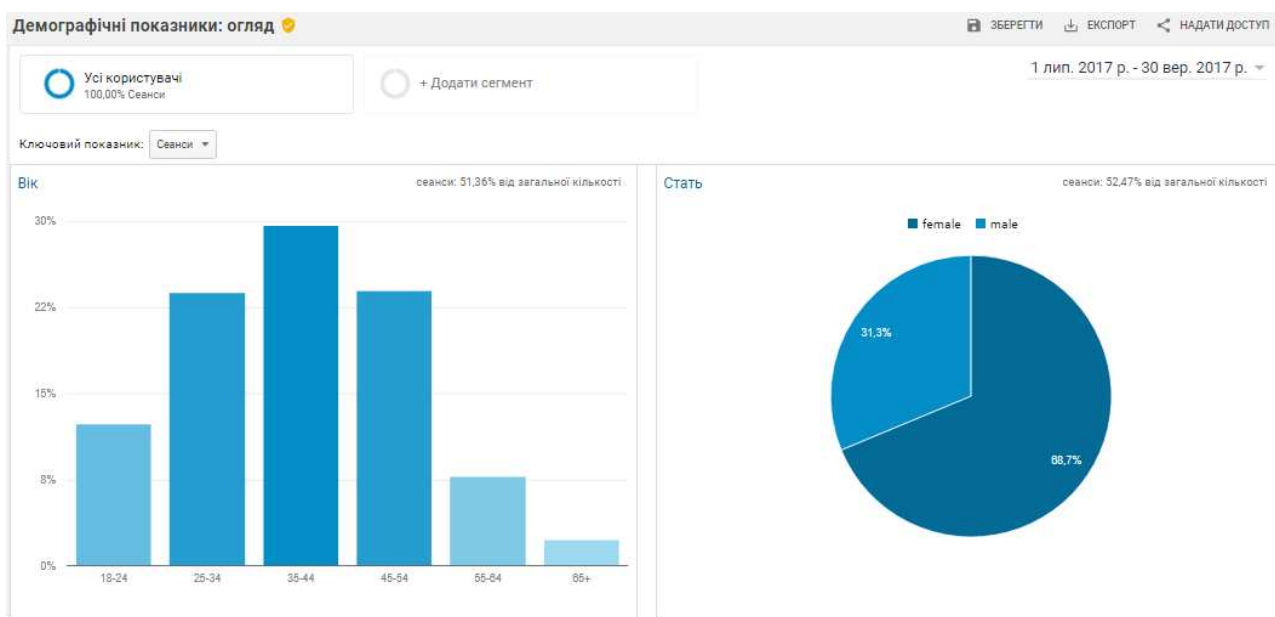 Демографічні показники: огляд
ЗБЕРЕГТИ ЕКСПОРТ НАДАТИ ДОСТУП
Усі користувачі
100,00% Сеанси
+ Додати сегмент
1 лип. 2017 р. - 30 вер. 2017 р.
Ключовий показник: Сеанси
Вік
сеанси: 51,36% від загальної кількості
30%
22%
15%
8%
0%
18-24 25-34 35-44 45-54 55-64 65+
Стать
сеанси: 52,47% від загальної кількості
female male
31,3%
68,7%